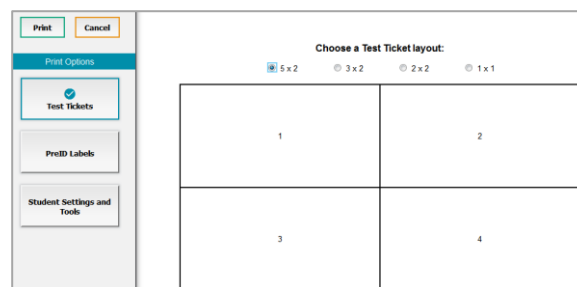 Print Cancel
Print Options
Test Tickets
PreID Labels
Student Settings and
Tools
Choose a Test Ticket layout:
5 x 2 3 x 2 2 x 2 1 x 1
1 2
3 4